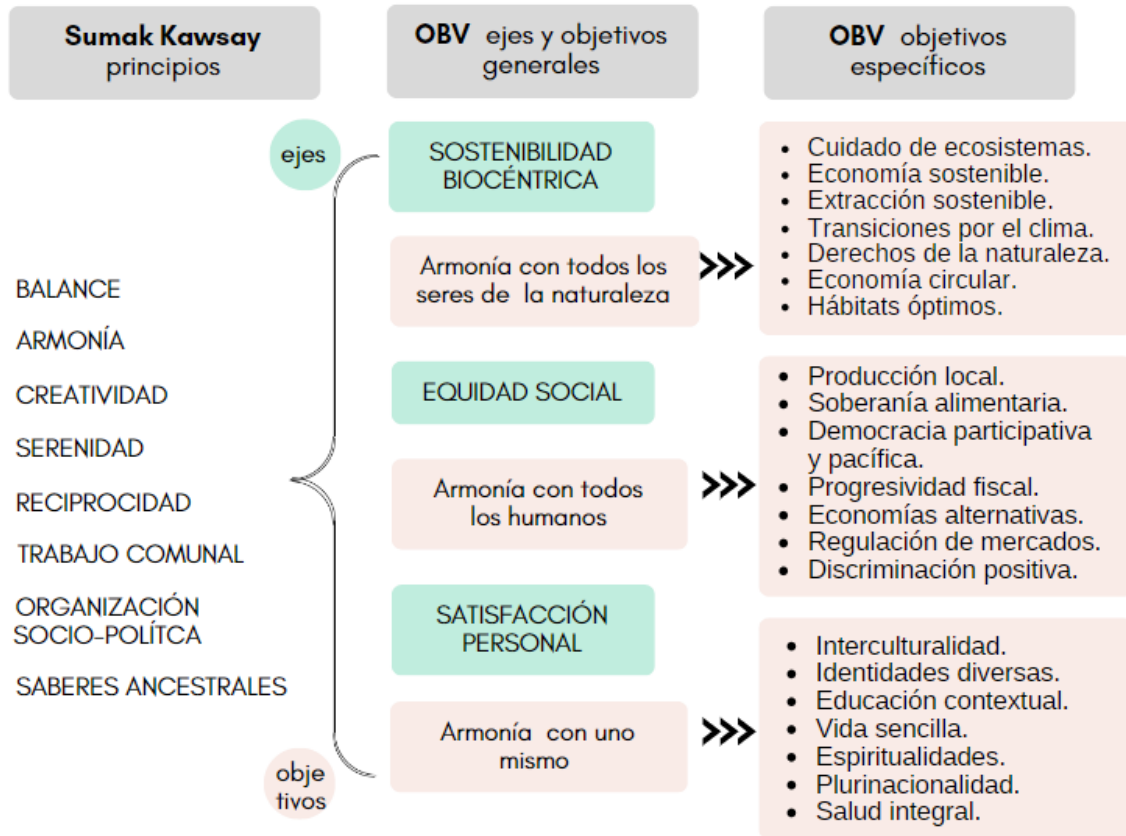 Sumak Kawsay
principios
BALANCE
ARMONÍA
CREATIVIDAD
SERENIDAD
RECIPROCIDAD
TRABAJO COMUNAL
ORGANIZACIÓN
SOCIO-POLÍTCA
SABERES ANCESTRALES
ejes
obje
tivos
OBV ejes y objetivos
generales
SOSTENIBILIDAD
BIOCÉNTRICA
Armonía con todos los
seres de la naturaleza
EQUIDAD SOCIAL
Armonía con todos
los humanos
SATISFACCIÓN
PERSONAL
Armonía con uno
mismo
OBV objetivos
específicos
• Cuidado de ecosistemas.
• Economía sostenible.
• Extracción sostenible.
• Transiciones por el clima.
• Derechos de la naturaleza.
• Economía circular.
• Hábitats óptimos.
• Producción local.
• Soberanía alimentaria.
• Democracia participativa
y pacífica.
• Progresividad fiscal.
• Economías alternativas.
• Regulación de mercados.
• Discriminación positiva.
• Interculturalidad.
• Identidades diversas.
• Educación contextual.
• Vida sencilla.
• Espiritualidades.
• Plurinacionalidad.
• Salud integral.